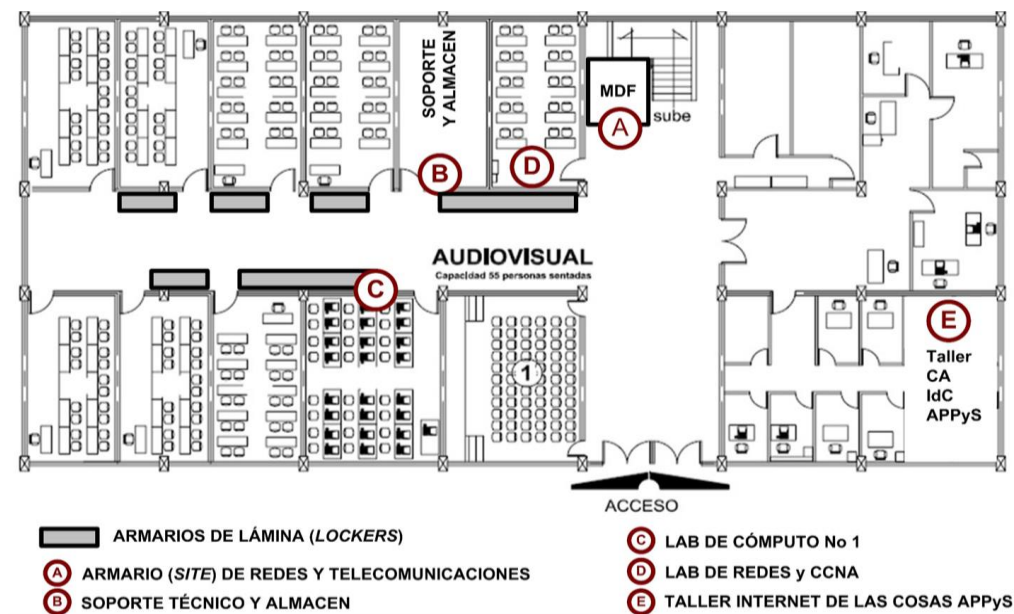 SOPORTE
Y ALMACEN
MDF
A
sube
B
D
AUDIOVISUAL
Capacidad 55 personas sentadas
C
1
E
Taller
CA
IdC
APPyS
ACCESO
ARMARIOS DE LÁMINA (LOCKERS)
A ARMARIO (SITE) DE REDES Y TELECOMUNICACIONES
B SOPORTE TÉCNICO Y ALMACEN
C LAB DE CÓMPUTO No 1
D LAB DE REDES y CCNA
E TALLER INTERNET DE LAS COSAS APPyS